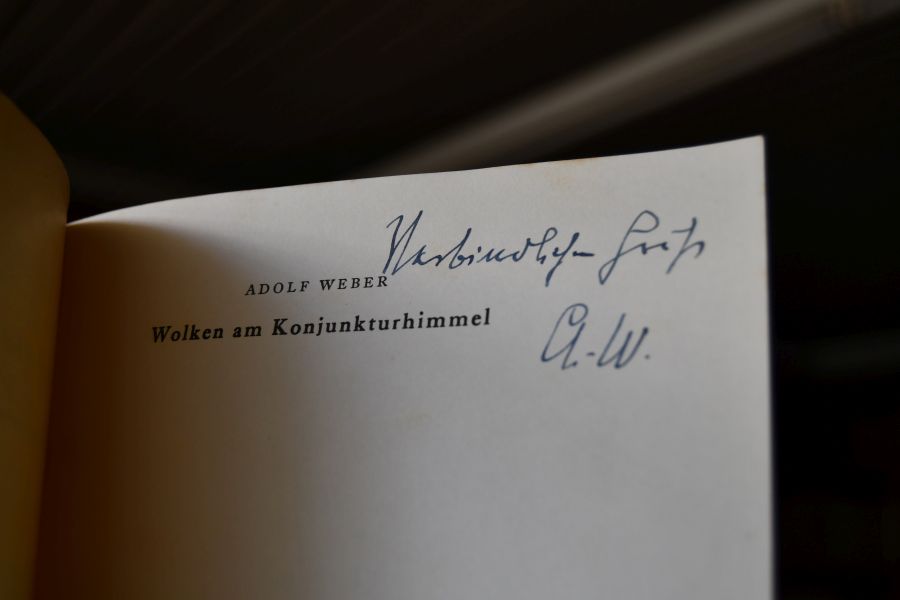 Verbindlichen Gruß
ADOLF WEBER
Wolken am Konjunkturhimmel
A.-W.